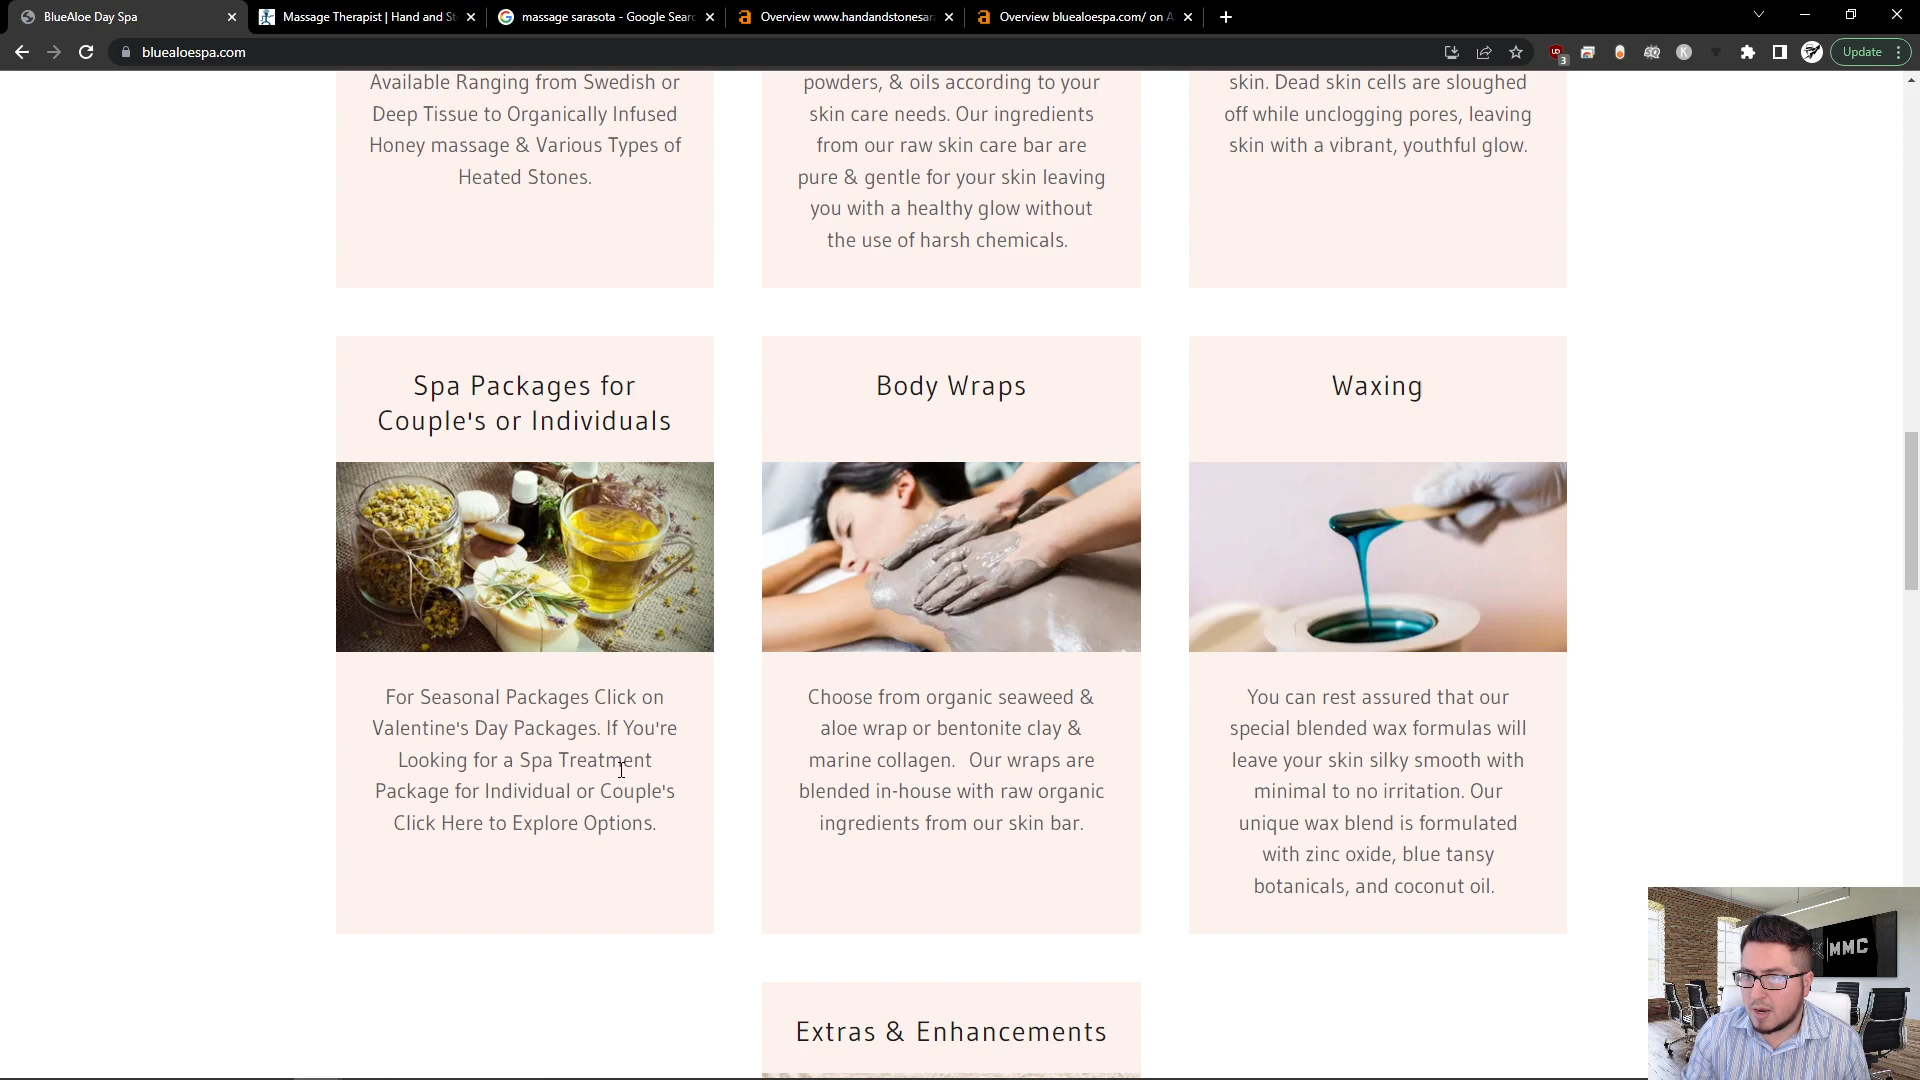 BlueAloe Day Spa
Massage Therapist | Hand and St
massage sarasota - Google Searc
Overview www.handandstonesara
Overview bluealoespa.com/ on A
bluealoespa.com
3
Update
Available Ranging from Swedish or
Deep Tissue to Organically Infused
Honey massage & Various Types of
Heated Stones.
powders, & oils according to your
skin care needs. Our ingredients
from our raw skin care bar are
pure & gentle for your skin leaving
you with a healthy glow without
the use of harsh chemicals.
skin. Dead skin cells are sloughed
off while unclogging pores, leaving
skin with a vibrant, youthful glow.
Spa Packages for
Couple's or Individuals
For Seasonal Packages Click on
Valentine's Day Packages. If You're
Looking for a Spa Treatment
Package for Individual or Couple's
Click Here to Explore Options.
Body Wraps
Choose from organic seaweed &
aloe wrap or bentonite clay &
marine collagen. Our wraps are
blended in-house with raw organic
ingredients from our skin bar.
Waxing
You can rest assured that our
special blended wax formulas will
leave your skin silky smooth with
minimal to no irritation. Our
unique wax blend is formulated
with zinc oxide, blue tansy
botanicals, and coconut oil.
Extras & Enhancements
MMC